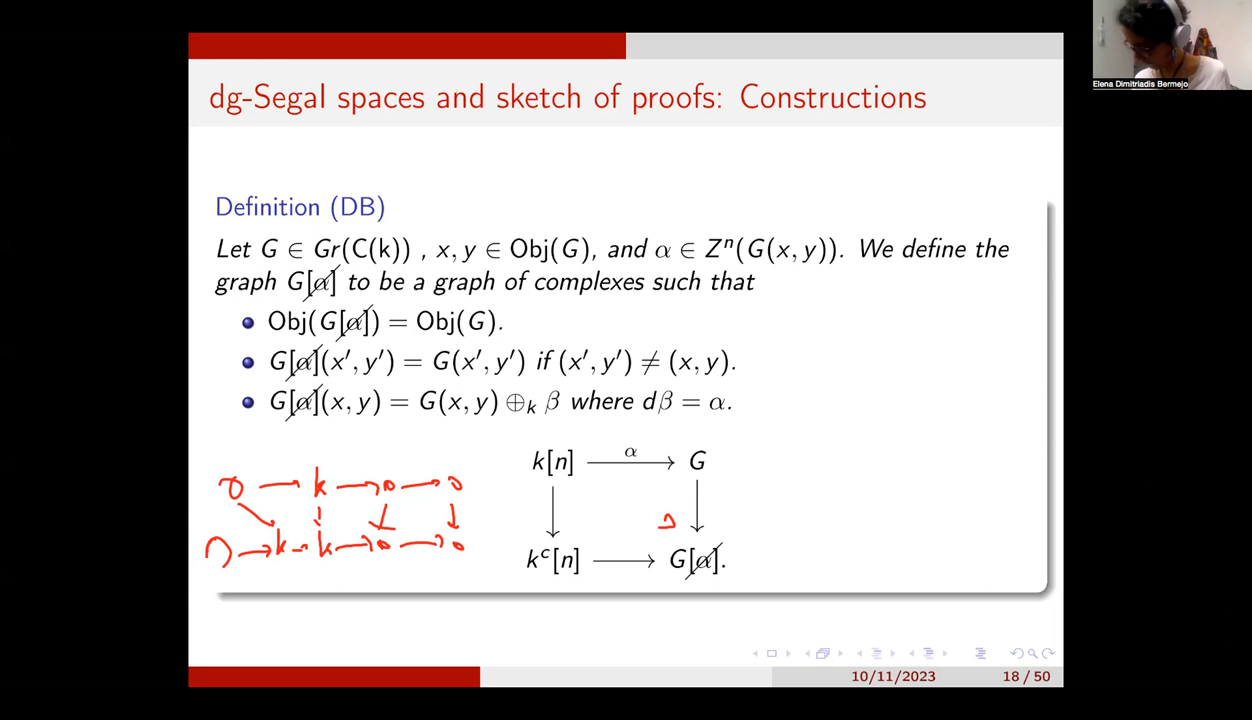 Elena Dimitriadis Bermejo
dg-Segal spaces and sketch of proofs: Constructions
Definition (DB)
Let G ∈ Gr(C(k)) , x, y ∈ Obj(G), and α ∈ Zⁿ(G(x, y)). We define the
graph G[α̸] to be a graph of complexes such that
Obj(G[α̸]) = Obj(G).
G[α̸](x′, y′) = G(x′, y′) if (x′, y′) ≠ (x, y).
G[α̸](x, y) = G(x, y) ⊕ₖ β where dβ = α.
k[n] α G
0 → k → 0 → 0
0 → k → k → 0 → 0
kᶜ[n] G[α̸].
10/11/2023 18 / 50